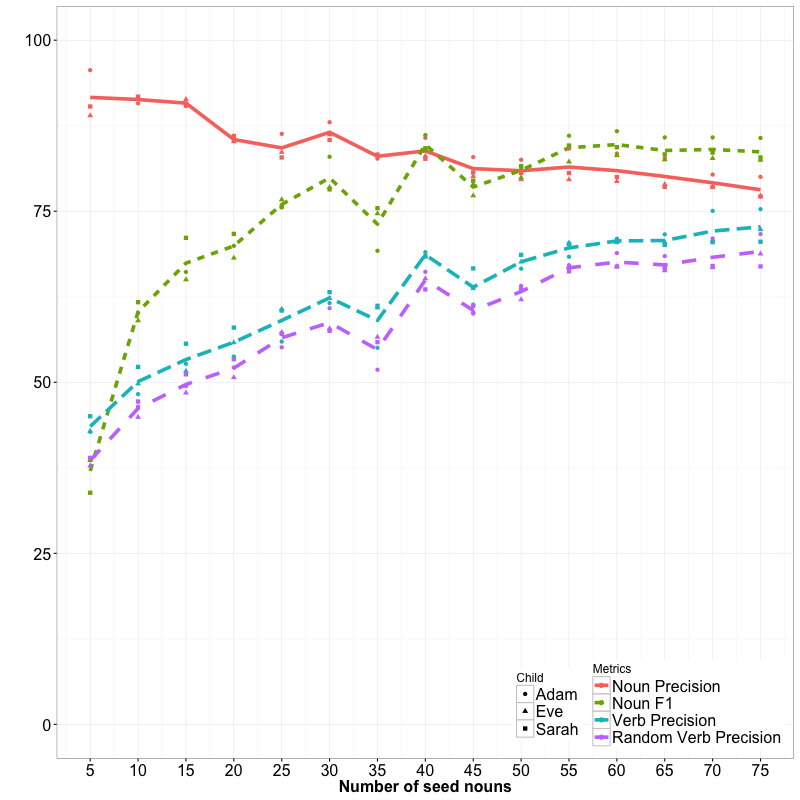 100
75
50
25
0
5 10 15 20 25 30 35 40 45 50 55 60 65 70 75
Number of seed nouns
Child
Adam
Eve
Sarah
Metrics
Noun Precision
Noun F1
Verb Precision
Random Verb Precision